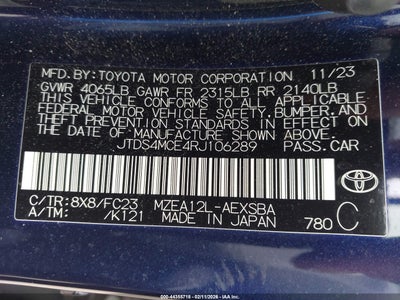 MFD.BY:TOYOTA MOTOR CORPORATION 11/23
GVWR 4065LB GAWR FR 2315LB RR 2140LB
THIS VEHICLE CONFORMS TO ALL APPLICABLE
FEDERAL MOTOR VEHICLE SAFETY, BUMPER, AND
THEFT PREVENTION STANDARDS IN EFFECT ON
THE DATE OF MANUFACTURE SHOWN ABOVE.
JTDS4MCE4RJ106289 PASS.CAR
C/TR:8X8/FC23 MZEA12L-AEXSBA
A/TM: /K121 MADE IN JAPAN 780 C
TOYOTA
000-44355718 - 02/11/2026 - IAA Holdings, LLC